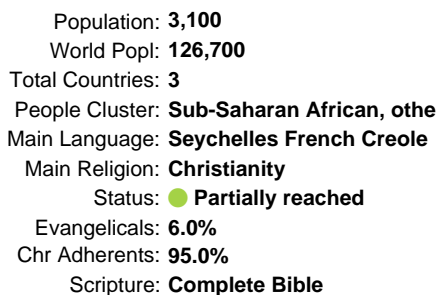 Population: 3,100
World Popl: 126,700
Total Countries: 3
People Cluster: Sub-Saharan African, othe
Main Language: Seychelles French Creole
Main Religion: Christianity
Status: Partially reached
Evangelicals: 6.0%
Chr Adherents: 95.0%
Scripture: Complete Bible